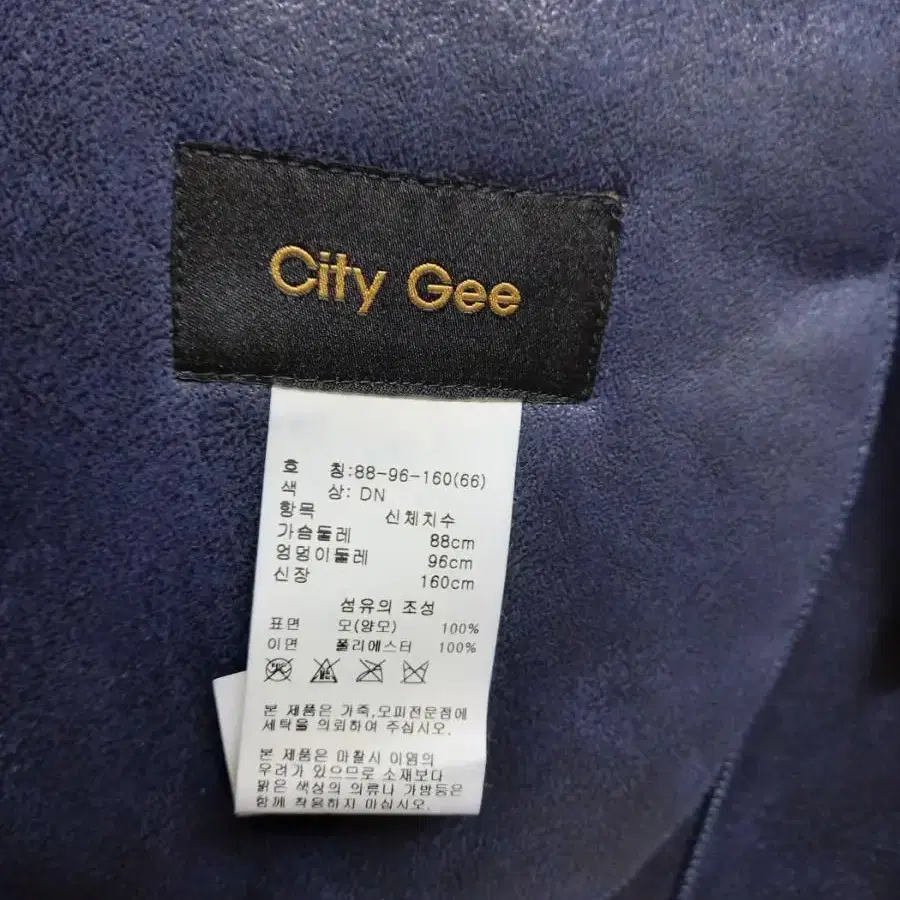 City Gee
호 칭:88-96-160(66)
색 상: DN
항목 신체치수
가슴둘레 88cm
엉덩이둘레 96cm
신장 160cm
섬유의 조성
표면 모(양모) 100%
이면 폴리에스터 100%
본 제품은 가죽,모피전문점에
세탁을 의뢰하여 주십시오.
본 제품은 마찰시 이염의
우려가 있으므로 소재보다
밝은 색상의 의류나 가방등은
함께 착용하지 마십시오.